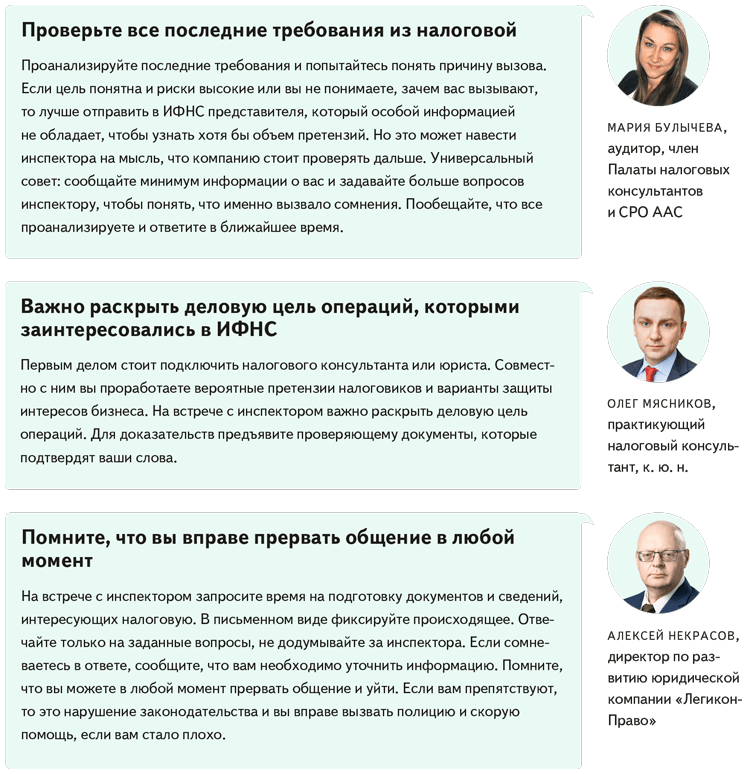 Проверьте все последние требования из налоговой
Проанализируйте последние требования и попытайтесь понять причину вызова.
Если цель понятна и риски высокие или вы не понимаете, зачем вас вызывают,
то лучше отправить в ИФНС представителя, который особой информацией
не обладает, чтобы узнать хотя бы объем претензий. Но это может навести
инспектора на мысль, что компанию стоит проверять дальше. Универсальный
совет: сообщайте минимум информации о вас и задавайте больше вопросов
инспектору, чтобы понять, что именно вызвало сомнения. Пообещайте, что все
проанализируете и ответите в ближайшее время.
МАРИЯ БУЛЫЧЕВА,
аудитор, член
Палаты налоговых
консультантов
и СРО ААС
Важно раскрыть деловую цель операций, которыми
заинтересовались в ИФНС
Первым делом стоит подключить налогового консультанта или юриста. Совмест-
но с ним вы проработаете вероятные претензии налоговиков и варианты защиты
интересов бизнеса. На встрече с инспектором важно раскрыть деловую цель
операций. Для доказательств предъявите проверяющему документы, которые
подтвердят ваши слова.
ОЛЕГ МЯСНИКОВ,
практикующий
налоговый консуль-
тант, к. ю. н.
Помните, что вы вправе прервать общение в любой
момент
На встрече с инспектором запросите время на подготовку документов и сведений,
интересующих налоговую. В письменном виде фиксируйте происходящее. Отве-
чайте только на заданные вопросы, не додумывайте за инспектора. Если сомне-
ваетесь в ответе, сообщите, что вам необходимо уточнить информацию. Помните,
что вы можете в любой момент прервать общение и уйти. Если вам препятствуют,
то это нарушение законодательства и вы вправе вызвать полицию и скорую
помощь, если вам стало плохо.
АЛЕКСЕЙ НЕКРАСОВ,
директор по раз-
витию юридической
компании «Легикон-
Право»